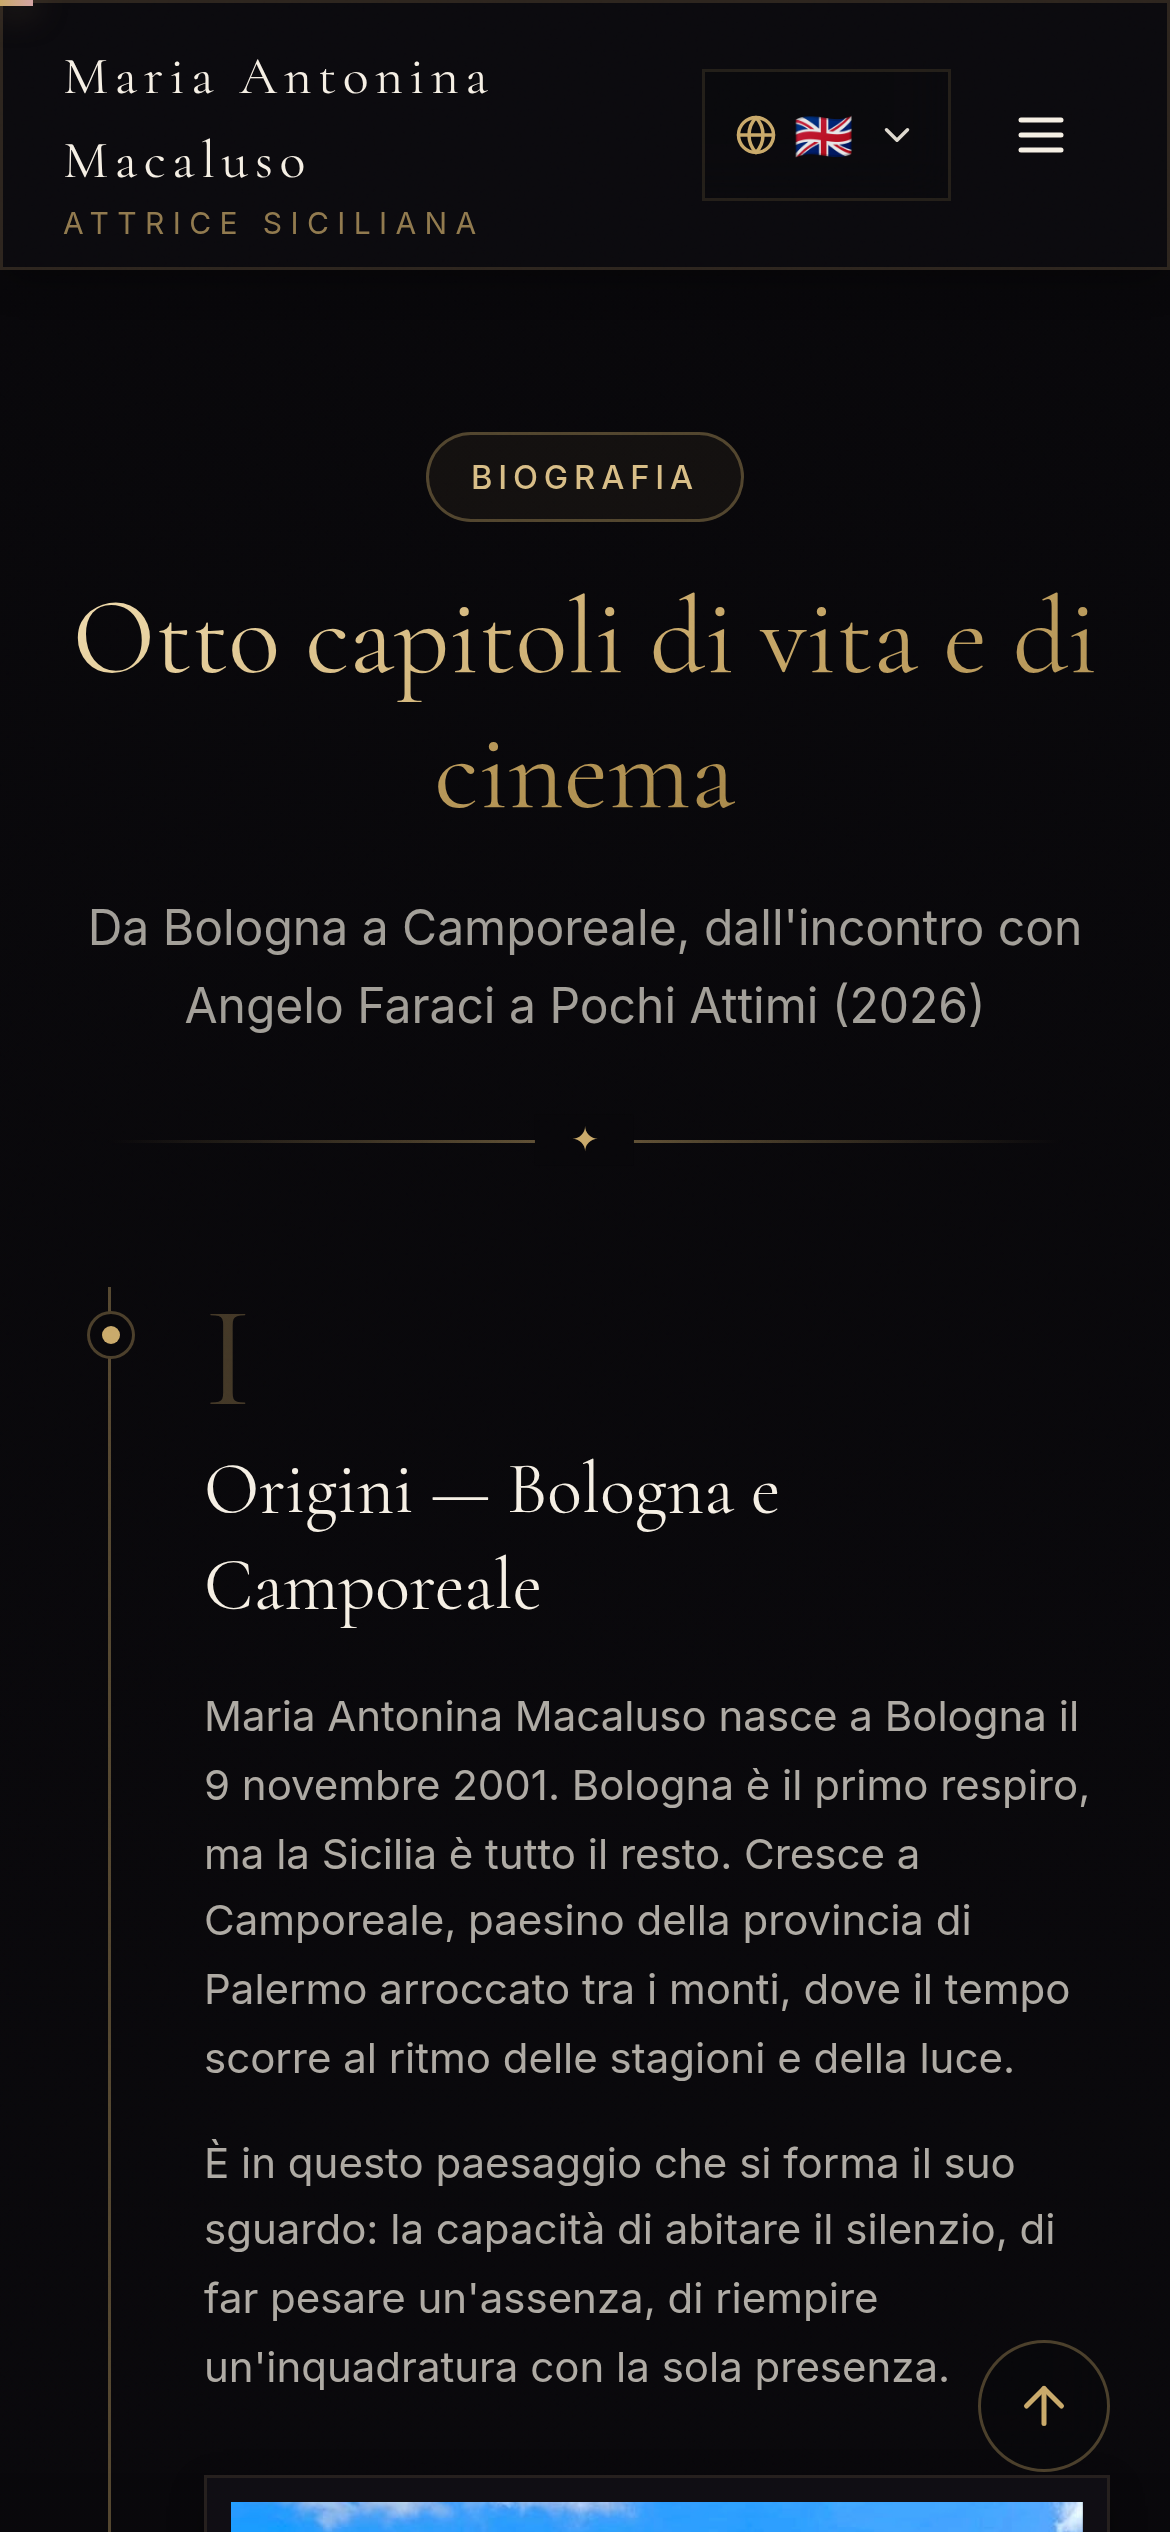 Maria Antonina
Macaluso
ATTRICE SICILIANA
BIOGRAFIA
Otto capitoli di vita e di
cinema
Da Bologna a Camporeale, dall'incontro con
Angelo Faraci a Pochi Attimi (2026)
I
Origini — Bologna e
Camporeale
Maria Antonina Macaluso nasce a Bologna il
9 novembre 2001. Bologna è il primo respiro,
ma la Sicilia è tutto il resto. Cresce a
Camporeale, paesino della provincia di
Palermo arroccato tra i monti, dove il tempo
scorre al ritmo delle stagioni e della luce.
È in questo paesaggio che si forma il suo
sguardo: la capacità di abitare il silenzio, di
far pesare un'assenza, di riempire
un'inquadratura con la sola presenza.